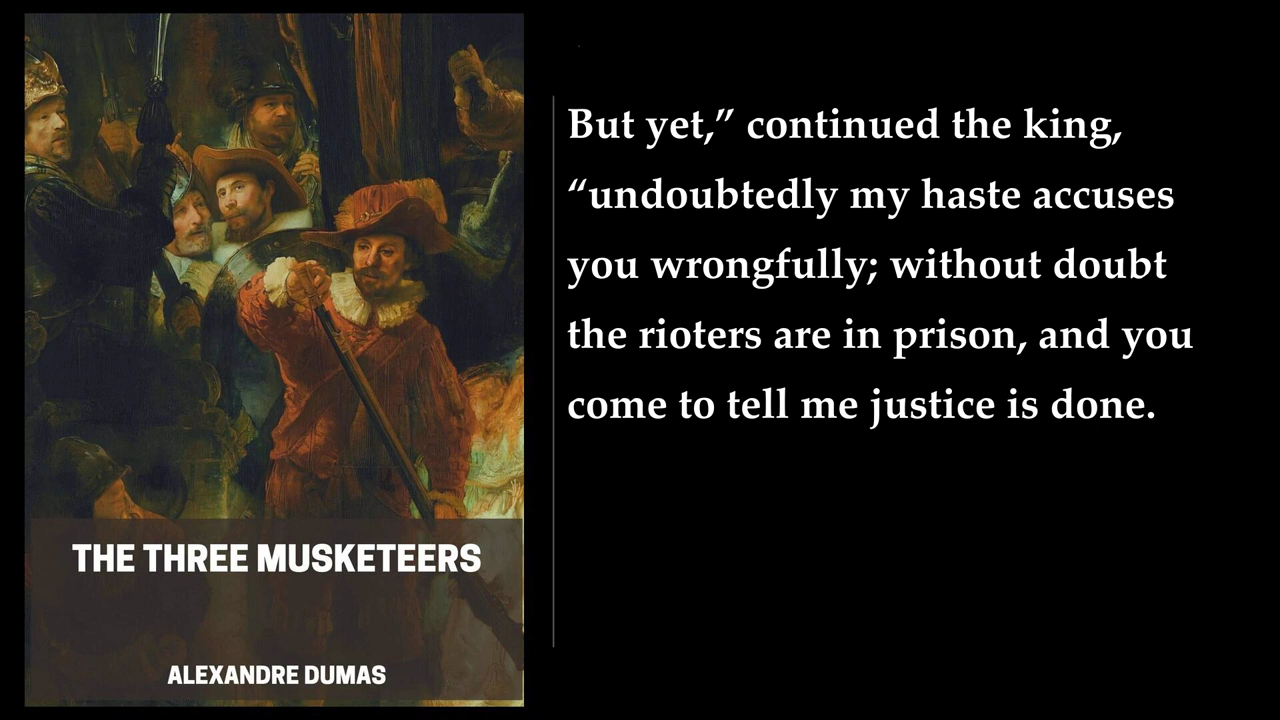 But yet,” continued the king,
“undoubtedly my haste accuses
you wrongfully; without doubt
the rioters are in prison, and you
come to tell me justice is done.
THE THREE MUSKETEERS
ALEXANDRE DUMAS